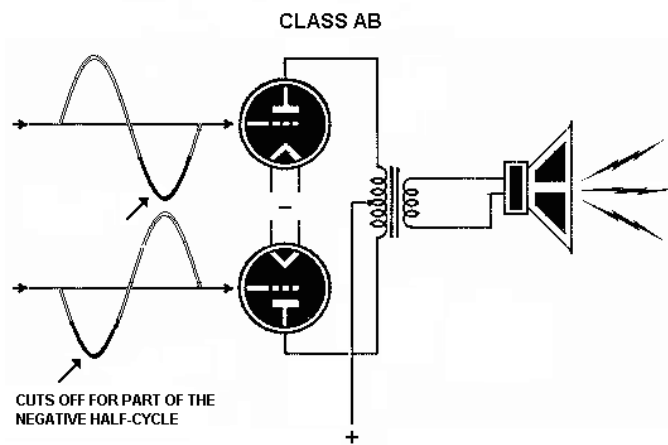 CLASS AB
–
CUTS OFF FOR PART OF THE
NEGATIVE HALF-CYCLE
+